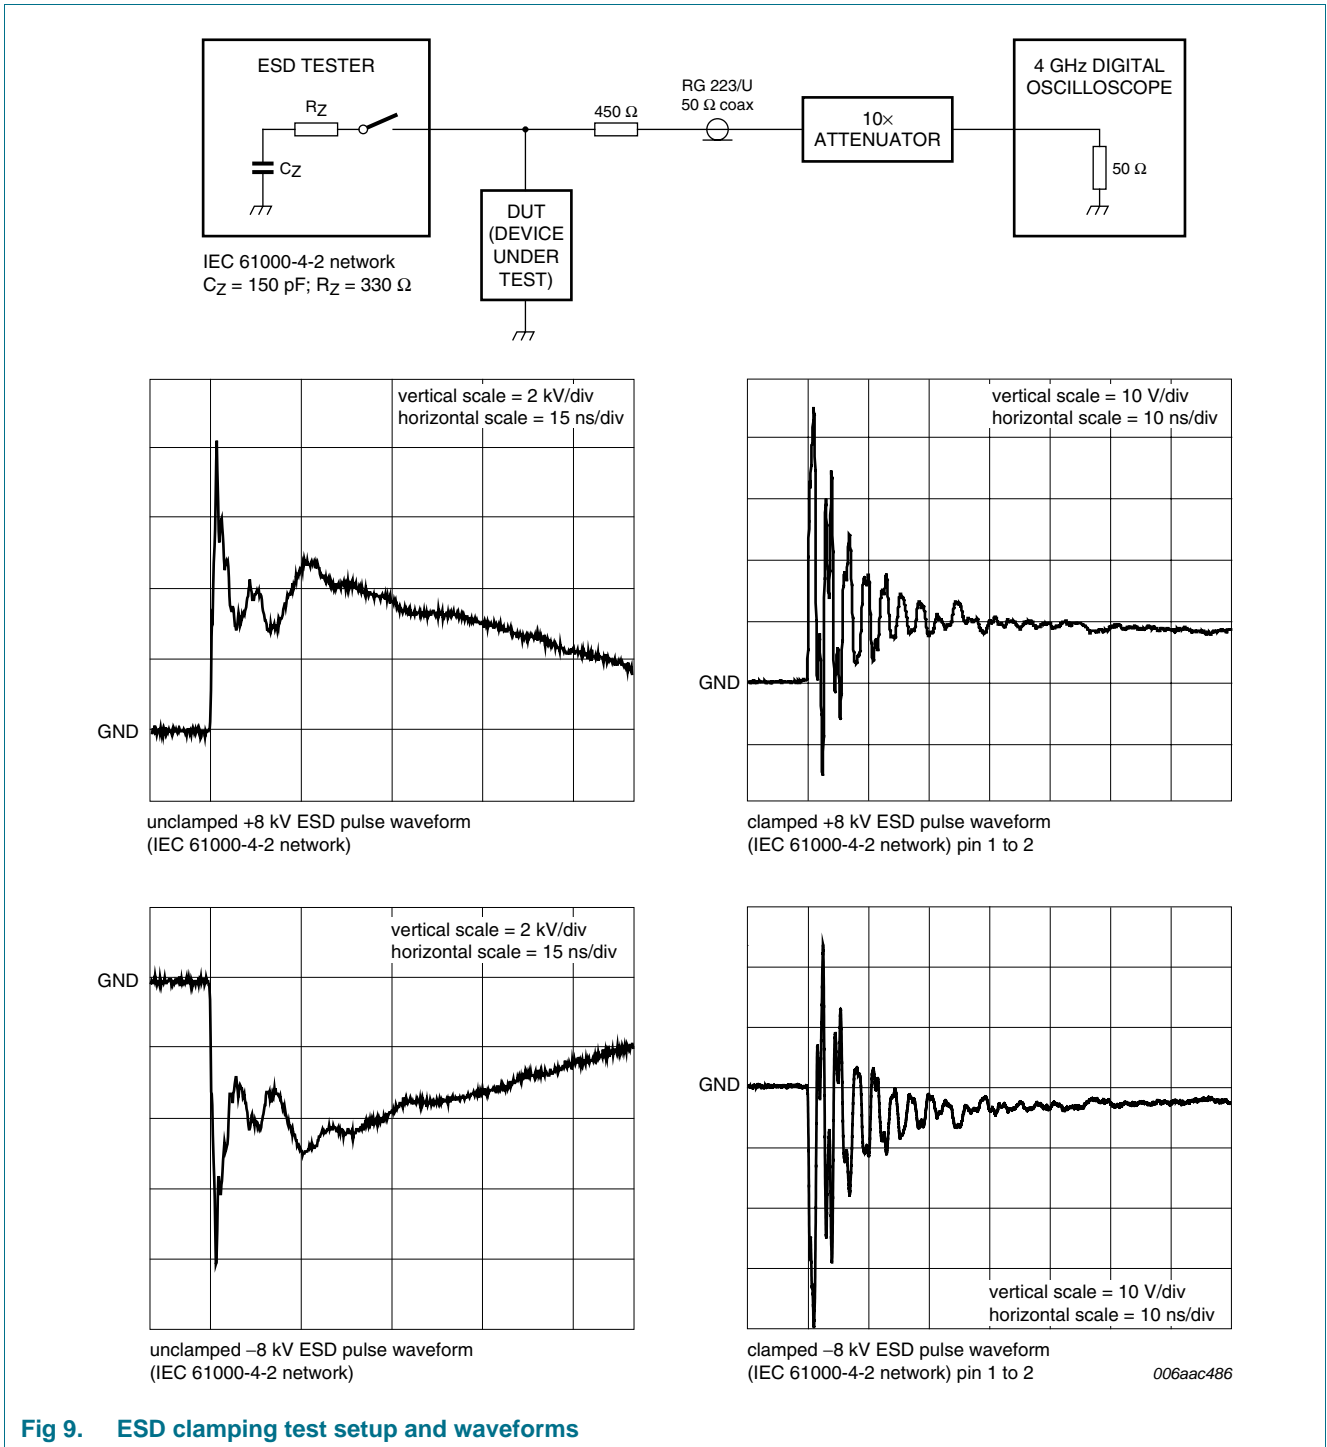 ESD TESTER
RZ
CZ
IEC 61000-4-2 network
CZ = 150 pF; RZ = 330 Ω
DUT
(DEVICE
UNDER
TEST)
450 Ω
RG 223/U
50 Ω coax
10×
ATTENUATOR
4 GHz DIGITAL
OSCILLOSCOPE
50 Ω
vertical scale = 2 kV/div
horizontal scale = 15 ns/div
GND
unclamped +8 kV ESD pulse waveform
(IEC 61000-4-2 network)
vertical scale = 10 V/div
horizontal scale = 10 ns/div
GND
clamped +8 kV ESD pulse waveform
(IEC 61000-4-2 network) pin 1 to 2
vertical scale = 2 kV/div
horizontal scale = 15 ns/div
GND
unclamped −8 kV ESD pulse waveform
(IEC 61000-4-2 network)
GND
vertical scale = 10 V/div
horizontal scale = 10 ns/div
clamped −8 kV ESD pulse waveform
(IEC 61000-4-2 network) pin 1 to 2
006aac486
Fig 9. ESD clamping test setup and waveforms